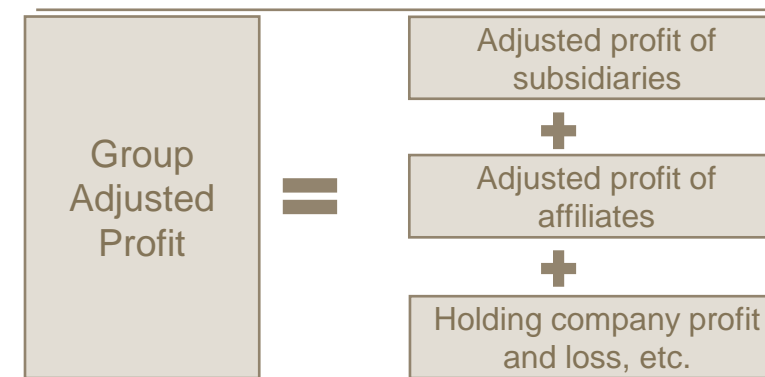 Group
Adjusted
Profit
=
Adjusted profit of
subsidiaries
+
Adjusted profit of
affiliates
+
Holding company profit
and loss, etc.